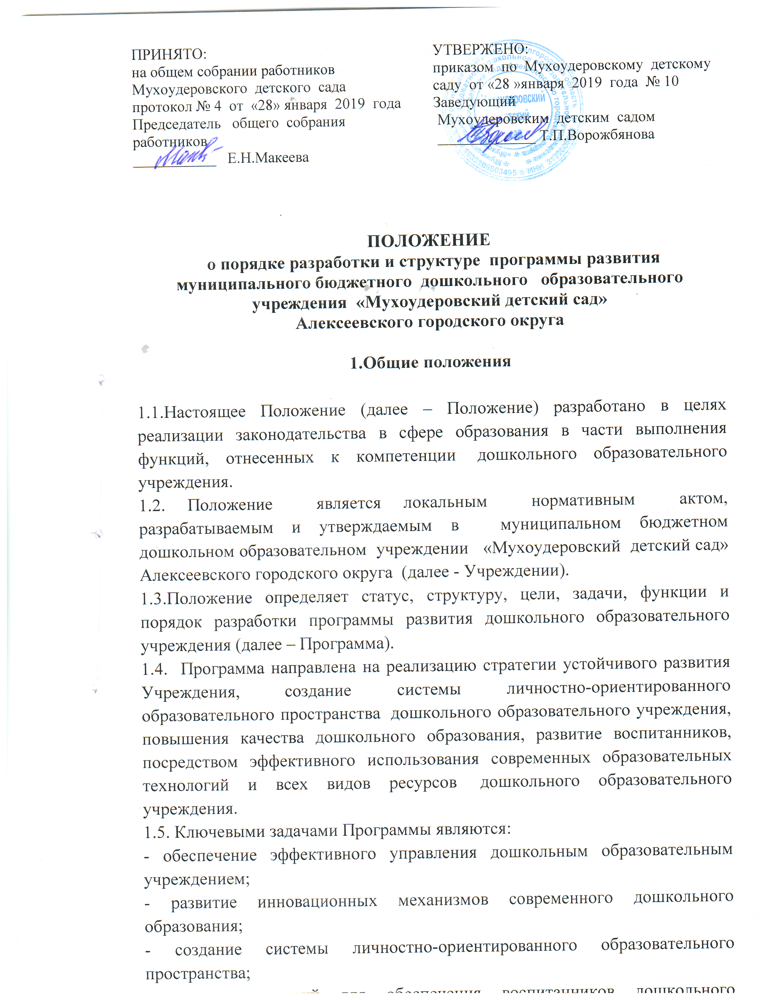 ПРИНЯТО:
на общем собрании работников
Мухоудеровского детского сада
протокол № 4 от «28» января 2019 года
Председатель общего собрания
работников
Е.Н.Макеева
УТВЕРЖЕНО:
приказом по Мухоудеровскому детскому
саду от «28 »января 2019 года № 10
Заведующий
Мухоудеровским детским садом
Т.П.Ворожбянова
ПОЛОЖЕНИЕ
о порядке разработки и структуре программы развития
муниципального бюджетного дошкольного образовательного
учреждения «Мухоудеровский детский сад»
Алексеевского городского округа
1.Общие положения
1.1.Настоящее Положение (далее – Положение) разработано в целях
реализации законодательства в сфере образования в части выполнения
функций, отнесенных к компетенции дошкольного образовательного
учреждения.
1.2. Положение является локальным нормативным актом,
разрабатываемым и утверждаемым в муниципальном бюджетном
дошкольном образовательном учреждении «Мухоудеровский детский сад»
Алексеевского городского округа (далее - Учреждении).
1.3.Положение определяет статус, структуру, цели, задачи, функции и
порядок разработки программы развития дошкольного образовательного
учреждения (далее – Программа).
1.4. Программа направлена на реализацию стратегии устойчивого развития
Учреждения, создание системы личностно-ориентированного
образовательного пространства дошкольного образовательного учреждения,
повышения качества дошкольного образования, развитие воспитанников,
посредством эффективного использования современных образовательных
технологий и всех видов ресурсов дошкольного образовательного
учреждения.
1.5. Ключевыми задачами Программы являются:
- обеспечение эффективного управления дошкольным образовательным
учреждением;
- развитие инновационных механизмов современного дошкольного
образования;
- создание системы личностно-ориентированного образовательного
пространства;
для обеспечения воспитанников дошкольного